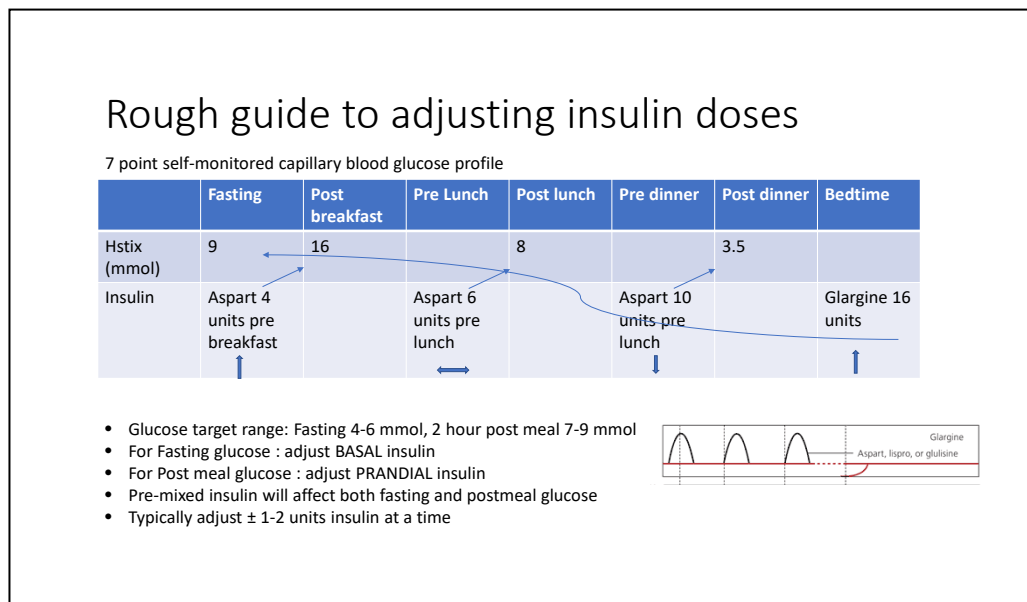 Rough guide to adjusting insulin doses
7 point self-monitored capillary blood glucose profile
Fasting Post breakfast Pre Lunch Post lunch Pre dinner Post dinner Bedtime
Hstix (mmol) 9 16 8 3.5
Insulin Aspart 4 units pre breakfast Aspart 6 units pre lunch Aspart 10 units pre lunch Glargine 16 units
• Glucose target range: Fasting 4-6 mmol, 2 hour post meal 7-9 mmol
• For Fasting glucose : adjust BASAL insulin
• For Post meal glucose : adjust PRANDIAL insulin
• Pre-mixed insulin will affect both fasting and postmeal glucose
• Typically adjust ± 1-2 units insulin at a time
Glargine
Aspart, lispro, or glulisine